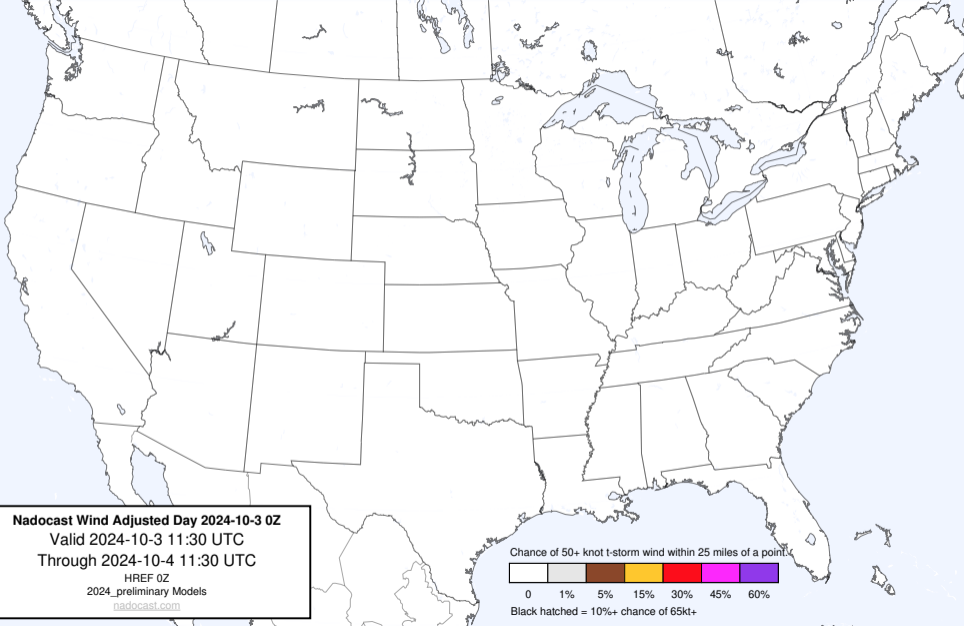 Nadocast Wind Adjusted Day 2024-10-3 0Z
Valid 2024-10-3 11:30 UTC
Through 2024-10-4 11:30 UTC
HREF 0Z
2024_preliminary Models
nadocast.com
Chance of 50+ knot t-storm wind within 25 miles of a point.
0 1% 5% 15% 30% 45% 60%
Black hatched = 10%+ chance of 65kt+